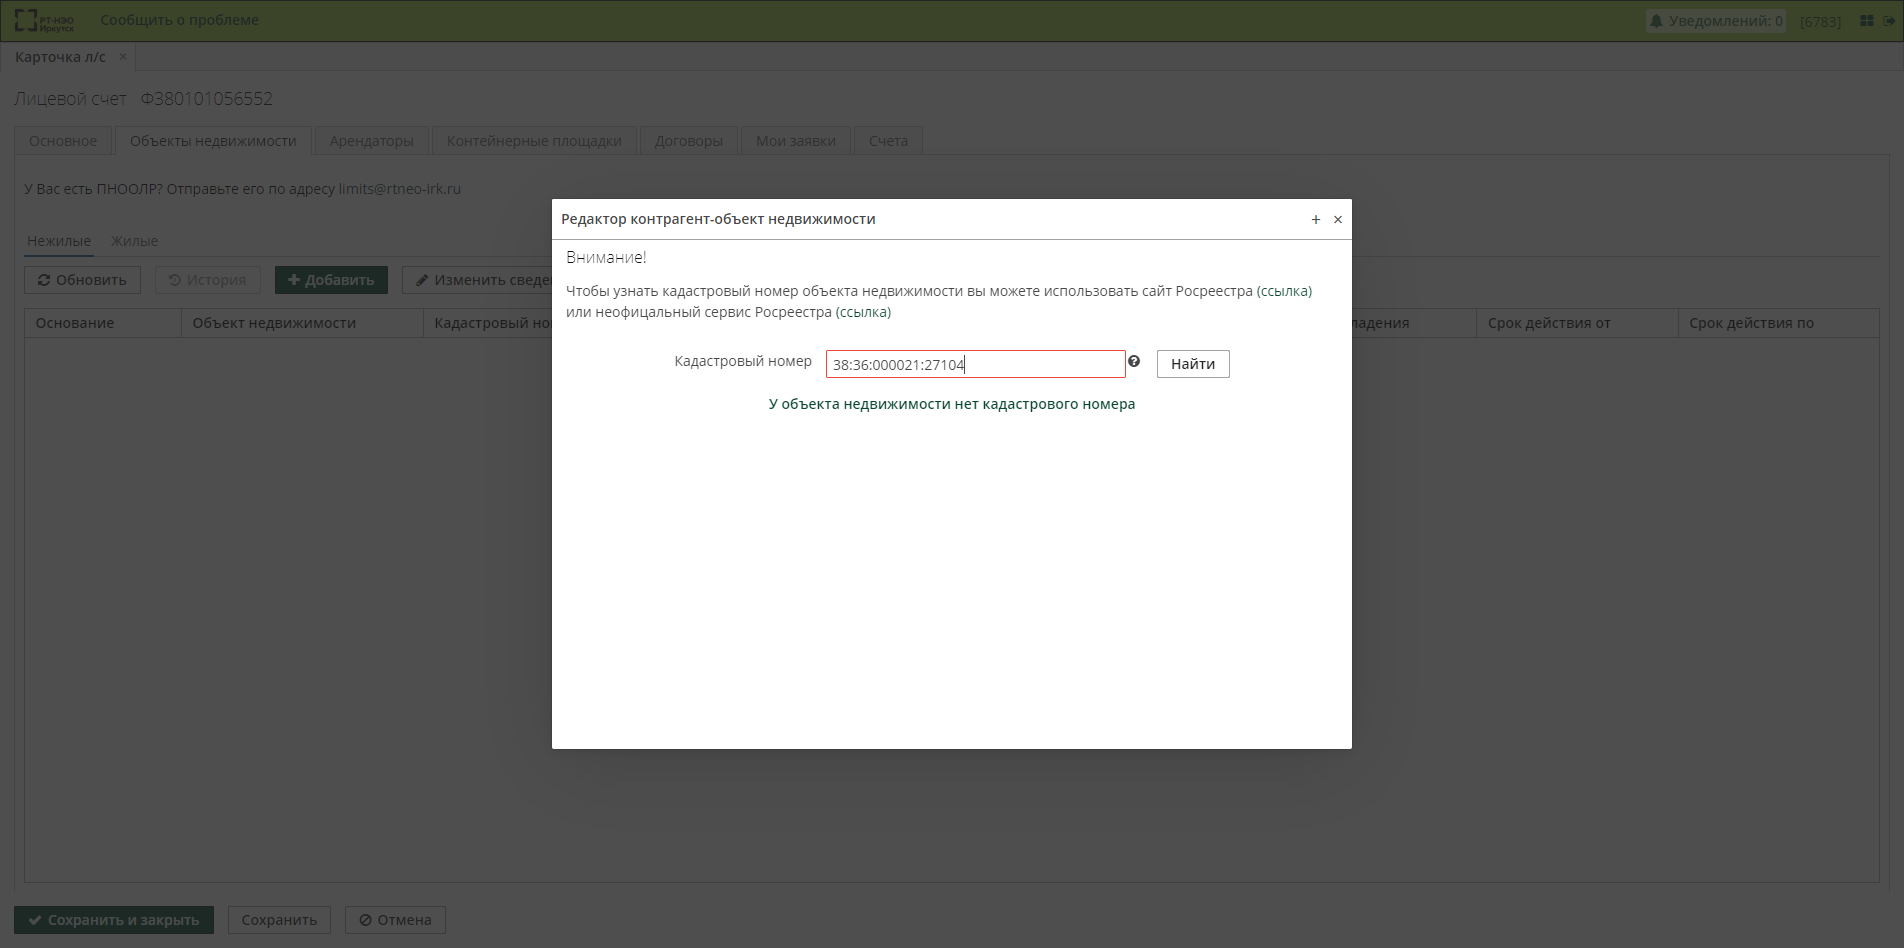 РТ-НЭО
Иркутск
Сообщить о проблеме
Уведомлений: 0
[6783]
Карточка л/с ×
Лицевой счет Ф380101056552
Основное
Объекты недвижимости
Арендаторы
Контейнерные площадки
Договоры
Мои заявки
Счета
У Вас есть ПНООЛР? Отправьте его по адресу limits@rtneo-irk.ru
Нежилые
Жилые
Обновить
История
Добавить
Изменить сведе
Основание
Объект недвижимости
Кадастровый но
ладения
Срок действия от
Срок действия по
Редактор контрагент-объект недвижимости + ×
Внимание!
Чтобы узнать кадастровый номер объекта недвижимости вы можете использовать сайт Росреестра (ссылка)
или неофицальный сервис Росреестра (ссылка)
Кадастровый номер 38:36:000021:27104 ? Найти
У объекта недвижимости нет кадастрового номера
Сохранить и закрыть
Сохранить
Отмена